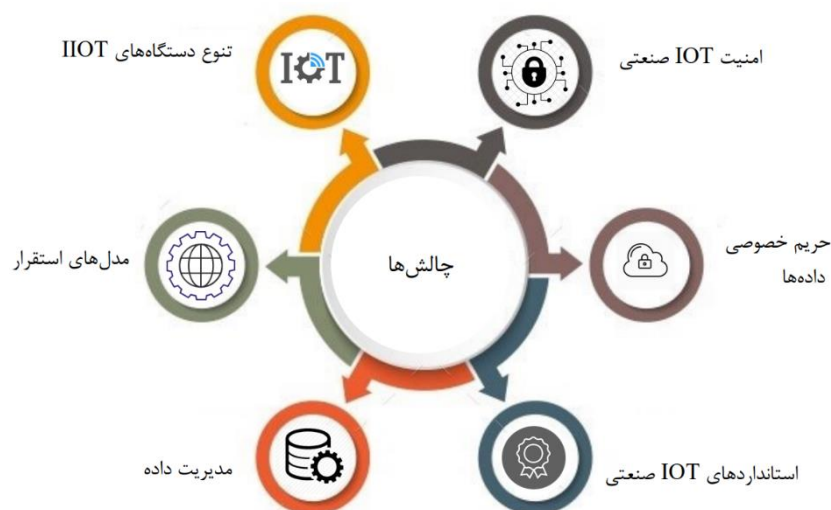 تنوع دستگاه‌های IIOT
IOT
امنیت IOT صنعتی
حریم خصوصی
داده‌ها
چالش‌ها
مدل‌های استقرار
استانداردهای IOT صنعتی
مدیریت داده